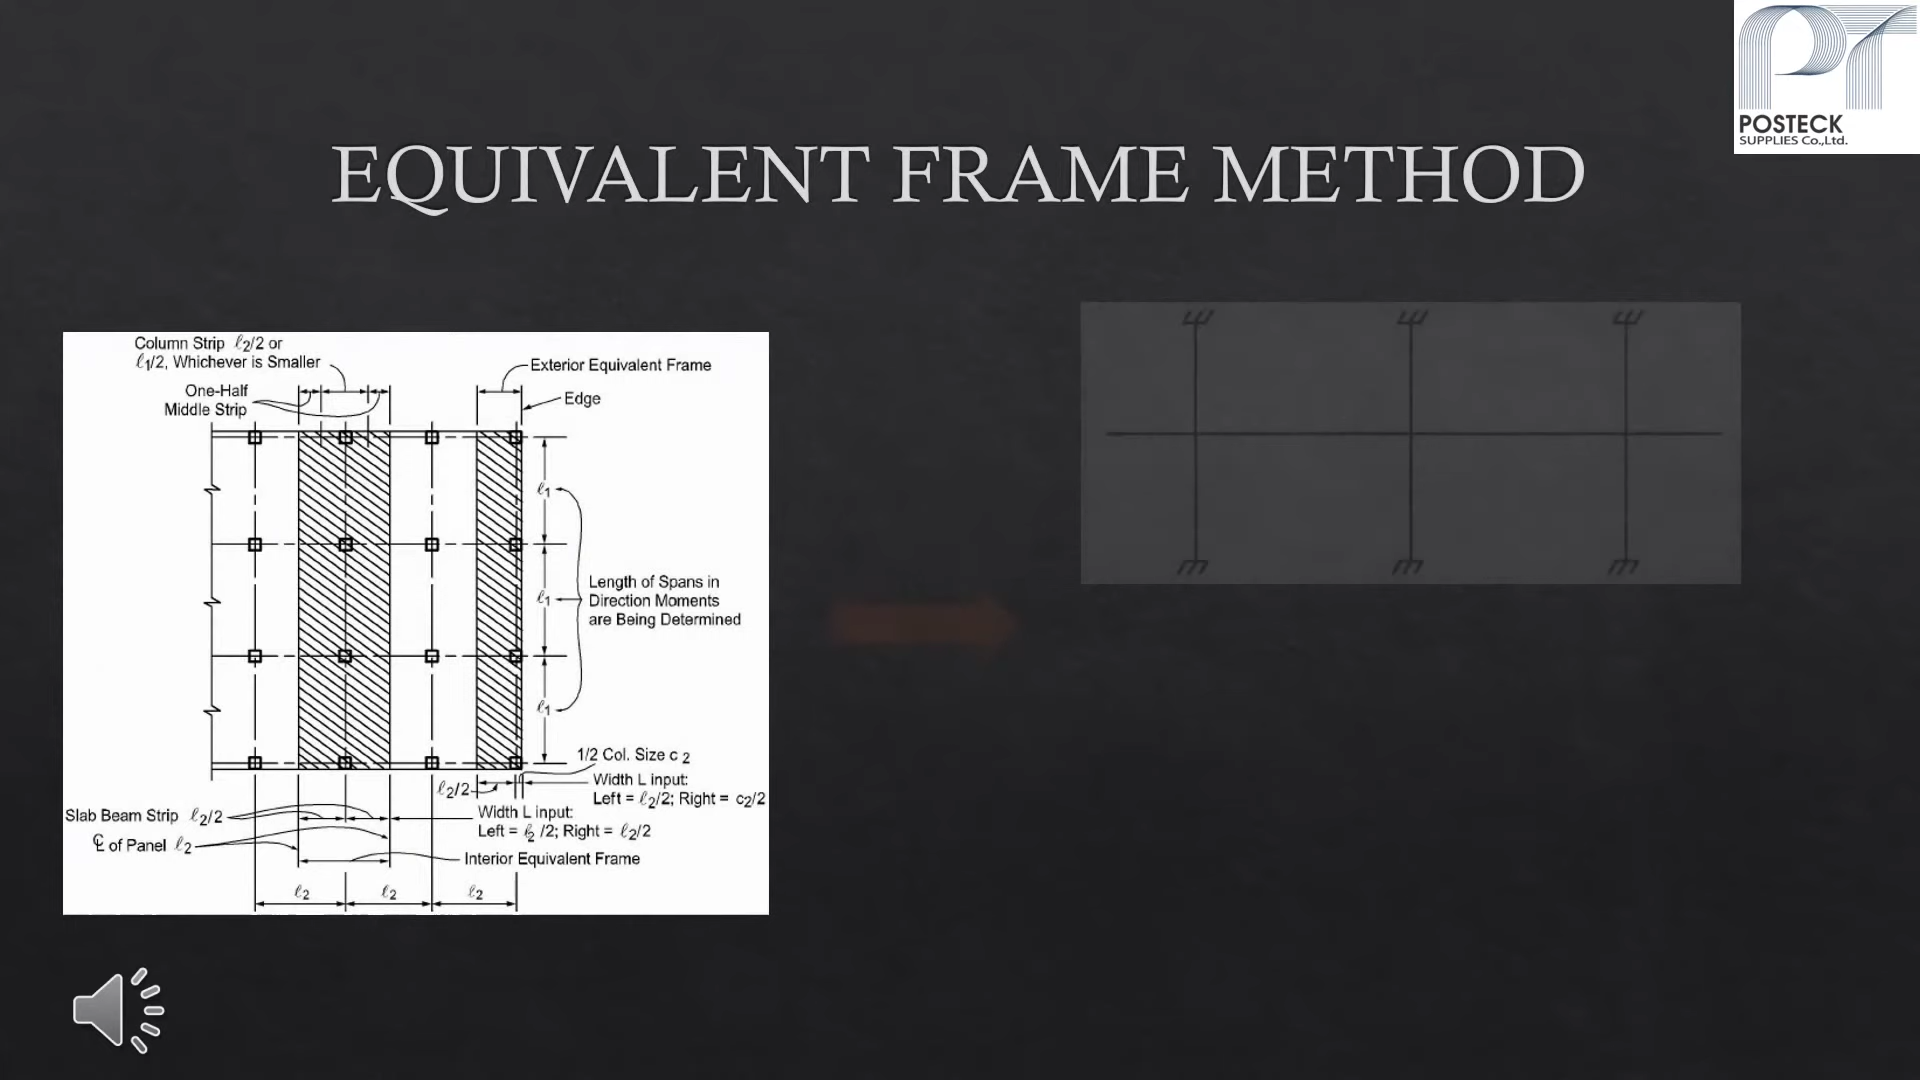 POSTECK
SUPPLIES Co.,Ltd.
EQUIVALENT FRAME METHOD
Column Strip ℓ2/2 or
ℓ1/2, Whichever is Smaller
One-Half
Middle Strip
Exterior Equivalent Frame
Edge
ℓ1
ℓ1
ℓ1
Length of Spans in
Direction Moments
are Being Determined
1/2 Col. Size c 2
Width L input:
Left = ℓ2/2; Right = c2/2
ℓ2/2
Width L input:
Left = ℓ2 /2; Right = ℓ2/2
Slab Beam Strip ℓ2/2
℄ of Panel ℓ2
Interior Equivalent Frame
ℓ2 ℓ2 ℓ2